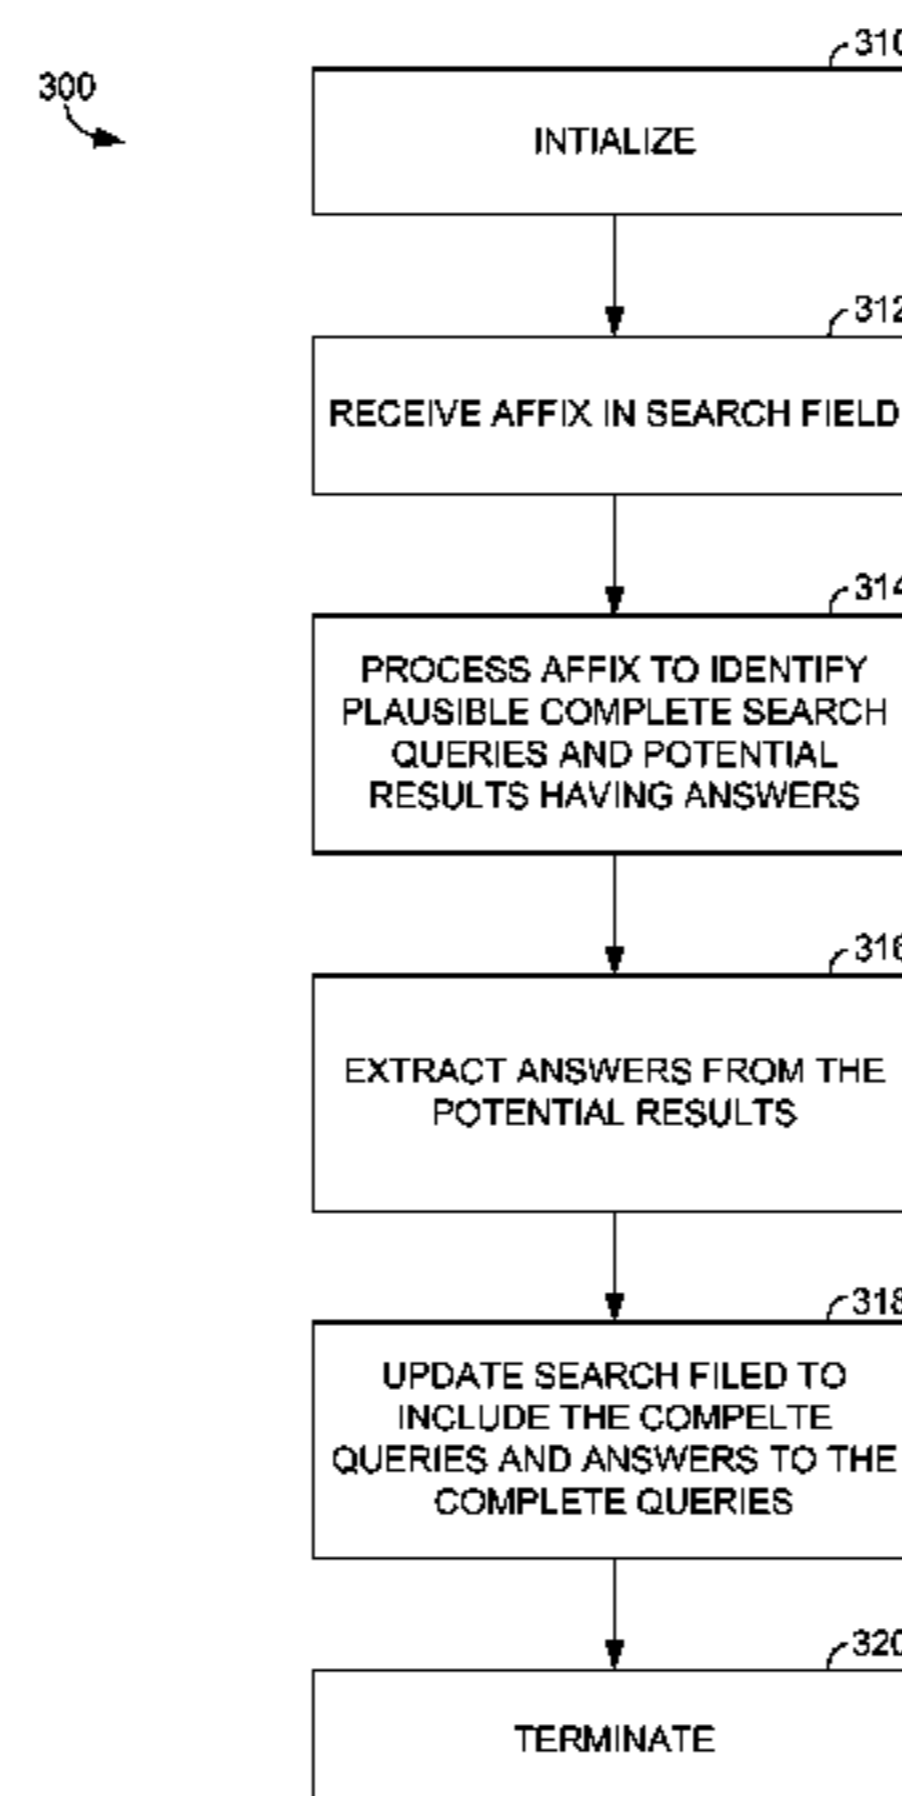 310
300
INTIALIZE
312
RECEIVE AFFIX IN SEARCH FIELD
314
PROCESS AFFIX TO IDENTIFY
PLAUSIBLE COMPLETE SEARCH
QUERIES AND POTENTIAL
RESULTS HAVING ANSWERS
316
EXTRACT ANSWERS FROM THE
POTENTIAL RESULTS
318
UPDATE SEARCH FILED TO
INCLUDE THE COMPELTE
QUERIES AND ANSWERS TO THE
COMPLETE QUERIES
320
TERMINATE